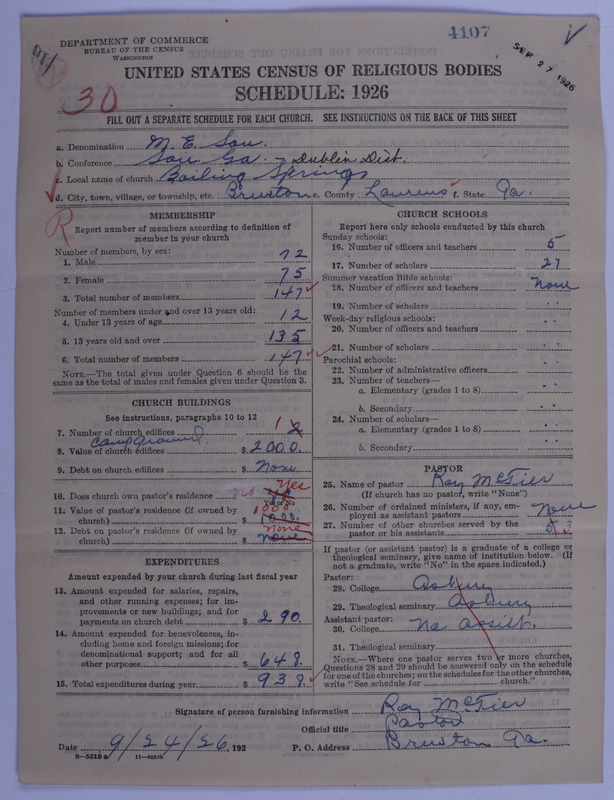 DEPARTMENT OF COMMERCE
BUREAU OF THE CENSUS
WASHINGTON
4107
SEP 27 1926
UNITED STATES CENSUS OF RELIGIOUS BODIES
SCHEDULE: 1926
30
FILL OUT A SEPARATE SCHEDULE FOR EACH CHURCH. SEE INSTRUCTIONS ON THE BACK OF THIS SHEET
a. Denomination M. E. Sou.
b. Conference Sou Ga. - Dublin Dist.
c. Local name of church Boiling Springs
d. City, town, village, or township, etc. Brewton e. County Laurens f. State Ga.
R
MEMBERSHIP
Report number of members according to definition of
member in your church
Number of members, by sex:
1. Male 72
2. Female 75
3. Total number of members 147
Number of members under and over 13 years old:
4. Under 13 years of age 12
5. 13 years old and over 135
6. Total number of members 147
NOTE.—The total given under Question 6 should be the
same as the total of males and females given under Question 3.
CHURCH BUILDINGS
See instructions, paragraphs 10 to 12
7. Number of church edifices 1 2
camp ground
8. Value of church edifices $ 2000.
9. Debt on church edifices $ None
10. Does church own pastor's residence Yes
Yes or No
11. Value of pastor's residence (if owned by
church) $ 1000
12. Debt on pastor's residence (if owned by
church) $ None none
EXPENDITURES
Amount expended by your church during last fiscal year
13. Amount expended for salaries, repairs,
and other running expenses; for im-
provements or new buildings; and for
payments on church debt $ 290.
14. Amount expended for benevolences, in-
cluding home and foreign missions; for
denominational support; and for all
other purposes $ 648.
15. Total expenditures during year $ 938.
CHURCH SCHOOLS
Report here only schools conducted by this church
Sunday schools:
16. Number of officers and teachers 5
17. Number of scholars 27
Summer vacation Bible schools:
18. Number of officers and teachers None
19. Number of scholars
Week-day religious schools:
20. Number of officers and teachers
21. Number of scholars
Parochial schools:
22. Number of administrative officers
23. Number of teachers—
a. Elementary (grades 1 to 8)
b. Secondary
24. Number of scholars—
a. Elementary (grades 1 to 8)
b. Secondary
PASTOR
25. Name of pastor Roy McTier
(If church has no pastor, write "None")
26. Number of ordained ministers, if any, em-
ployed as assistant pastors None
27. Number of other churches served by the
pastor or his assistants 3
If pastor (or assistant pastor) is a graduate of a college or
theological seminary, give name of institution below. (If
not a graduate, write "No" in the space indicated.)
Pastor:
28. College Asbury
29. Theological seminary Asbury
Assistant pastor:
30. College No assist.
31. Theological seminary
NOTE.—Where one pastor serves two or more churches,
Questions 28 and 29 should be answered only on the schedule
for one of the churches; on the schedules for the other churches,
write "See schedule for church."
Signature of person furnishing information Roy McTier
Official title Pastor
Date 9/24/26, 192 P. O. Address Brewton Ga.
8-5518a 11-9024b